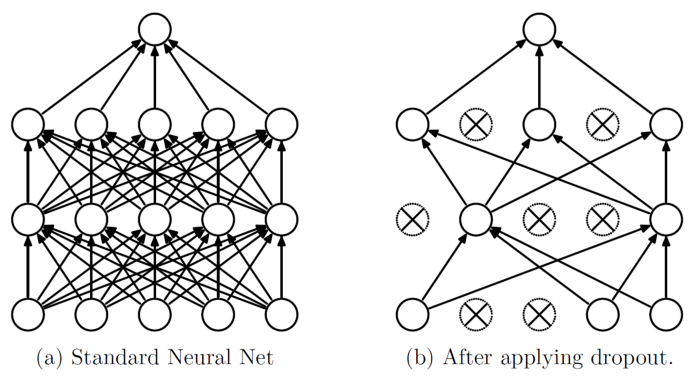 (a) Standard Neural Net
(b) After applying dropout.